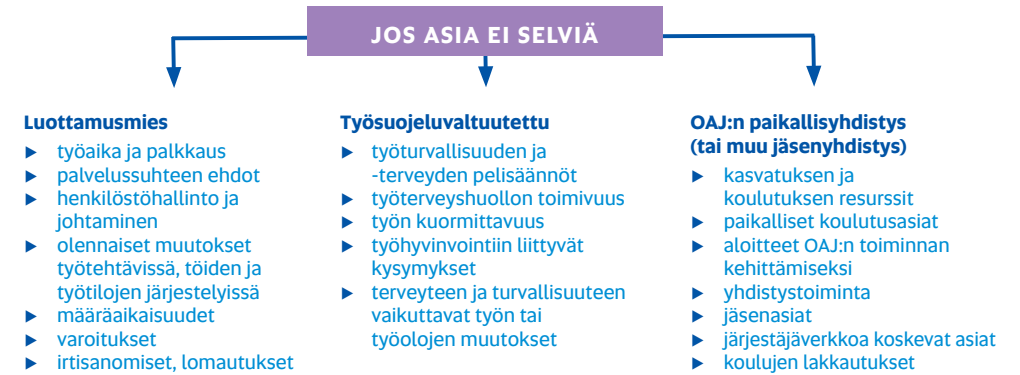 JOS ASIA EI SELVIÄ
Luottamusmies
▶ työaika ja palkkaus
▶ palvelussuhteen ehdot
▶ henkilöstöhallinto ja
johtaminen
▶ olennaiset muutokset
työtehtävissä, töiden ja
työtilojen järjestelyissä
▶ määräaikaisuudet
▶ varoitukset
▶ irtisanomiset, lomautukset
Työsuojeluvaltuutettu
▶ työturvallisuuden ja
-terveyden pelisäännöt
▶ työterveyshuollon toimivuus
▶ työn kuormittavuus
▶ työhyvinvointiin liittyvät
kysymykset
▶ terveyteen ja turvallisuuteen
vaikuttavat työn tai
työolojen muutokset
OAJ:n paikallisyhdistys
(tai muu jäsenyhdistys)
▶ kasvatuksen ja
koulutuksen resurssit
▶ paikalliset koulutusasiat
▶ aloitteet OAJ:n toiminnan
kehittämiseksi
▶ yhdistystoiminta
▶ jäsenasiat
▶ järjestäjäverkkoa koskevat asiat
▶ koulujen lakkautukset